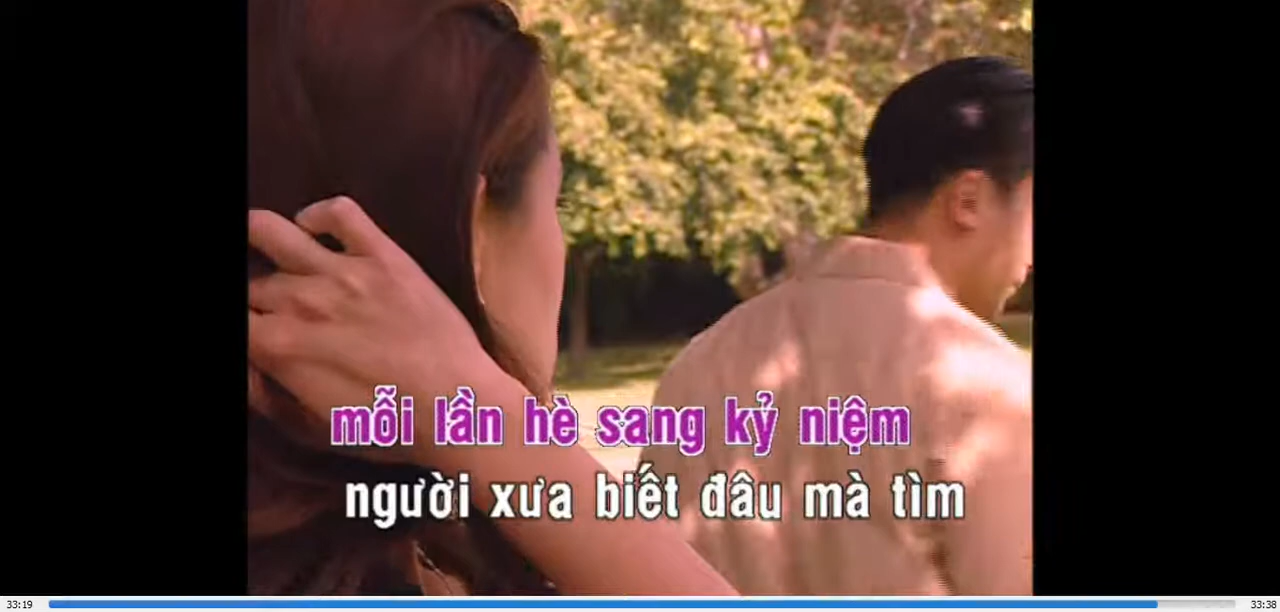 mỗi lần hè sang kỷ niệm
người xưa biết đâu mà tìm
33:19
33:38